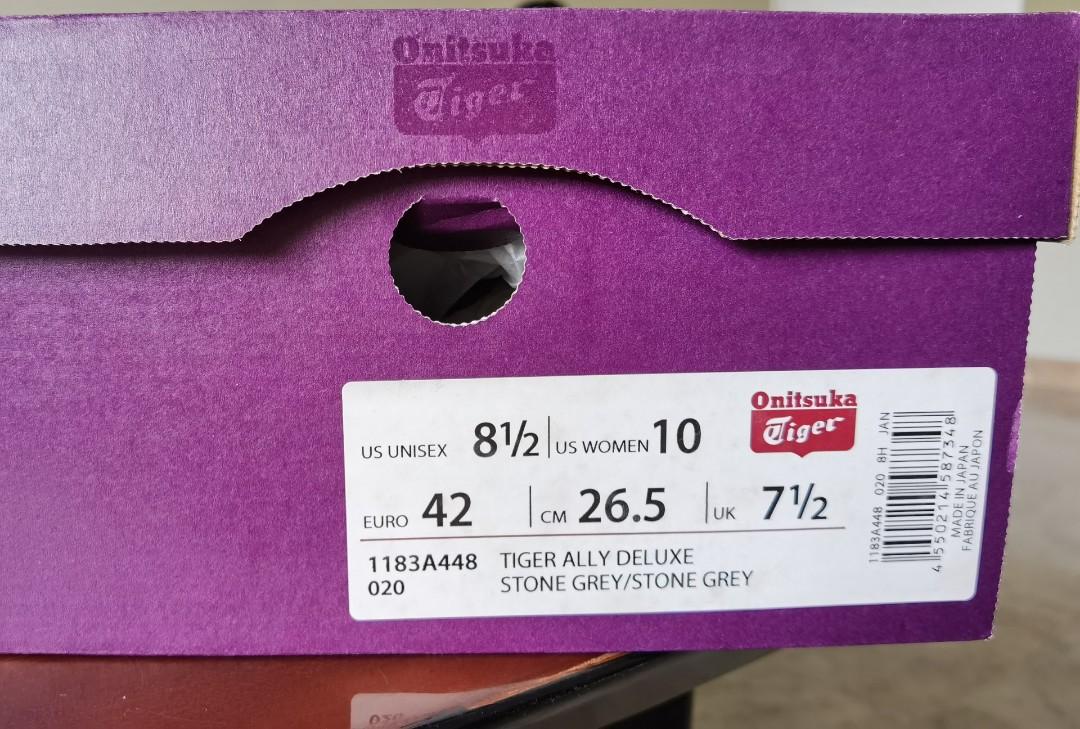 Onitsuka
Tiger
US UNISEX 8½ US WOMEN 10
Onitsuka
Tiger
EURO 42 CM 26.5 UK 7½
1183A448 TIGER ALLY DELUXE
020 STONE GREY/STONE GREY
1183A448 020 8H JAN
4550214587348
MADE IN JAPAN
FABRIQUE AU JAPON